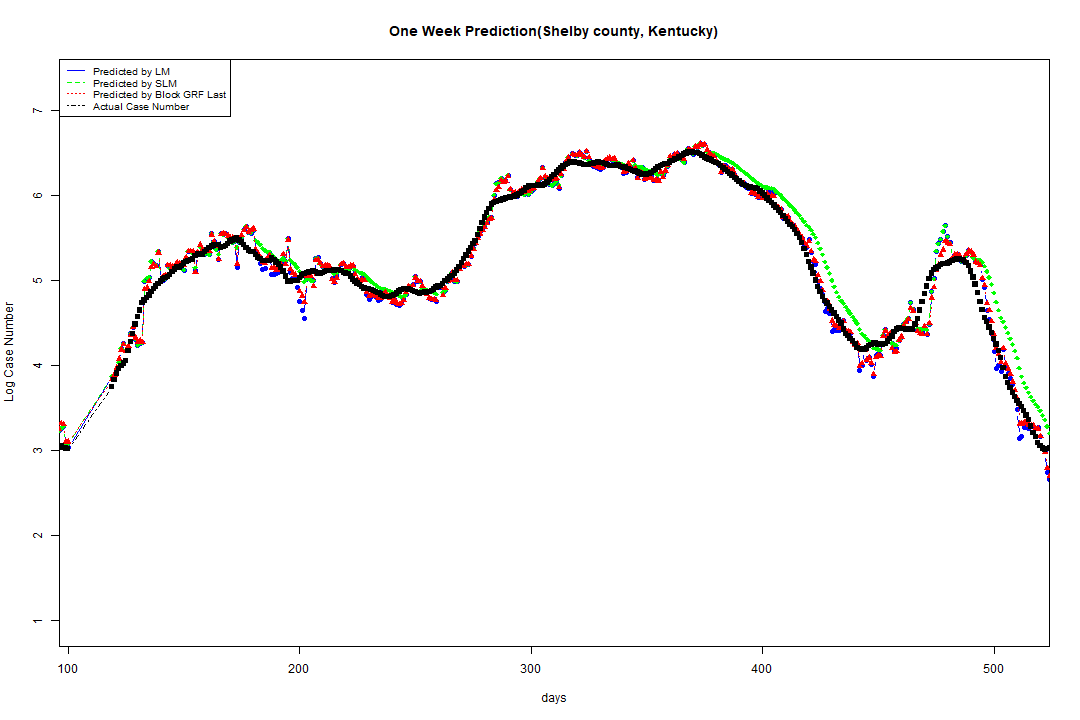 One Week Prediction(Shelby county, Kentucky)
Predicted by LM
Predicted by SLM
Predicted by Block GRF Last
Actual Case Number
7
6
5
4
3
2
1
Log Case Number
100 200 300 400 500
days